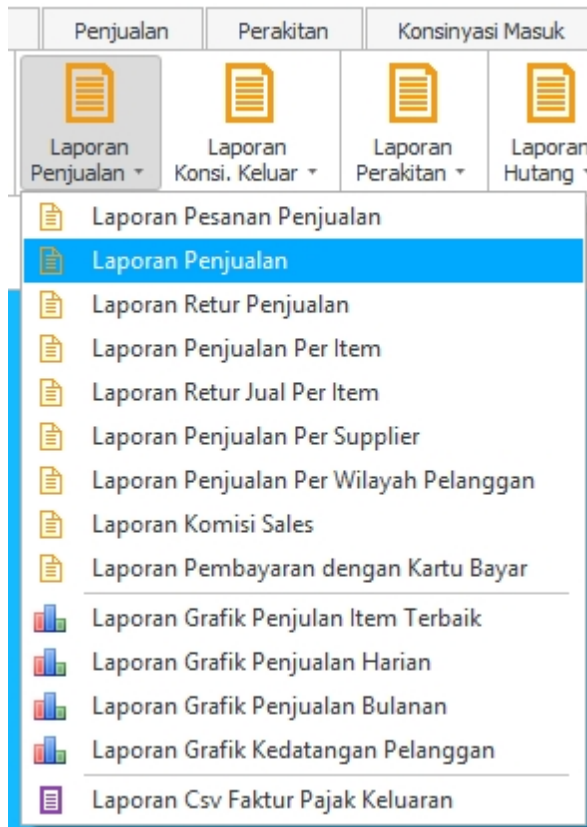 Penjualan Perakitan Konsinyasi Masuk
Laporan Penjualan
Laporan Konsi. Keluar
Laporan Perakitan
Laporan Hutang
Laporan Pesanan Penjualan
Laporan Penjualan
Laporan Retur Penjualan
Laporan Penjualan Per Item
Laporan Retur Jual Per Item
Laporan Penjualan Per Supplier
Laporan Penjualan Per Wilayah Pelanggan
Laporan Komisi Sales
Laporan Pembayaran dengan Kartu Bayar
Laporan Grafik Penjulan Item Terbaik
Laporan Grafik Penjualan Harian
Laporan Grafik Penjualan Bulanan
Laporan Grafik Kedatangan Pelanggan
Laporan Csv Faktur Pajak Keluaran